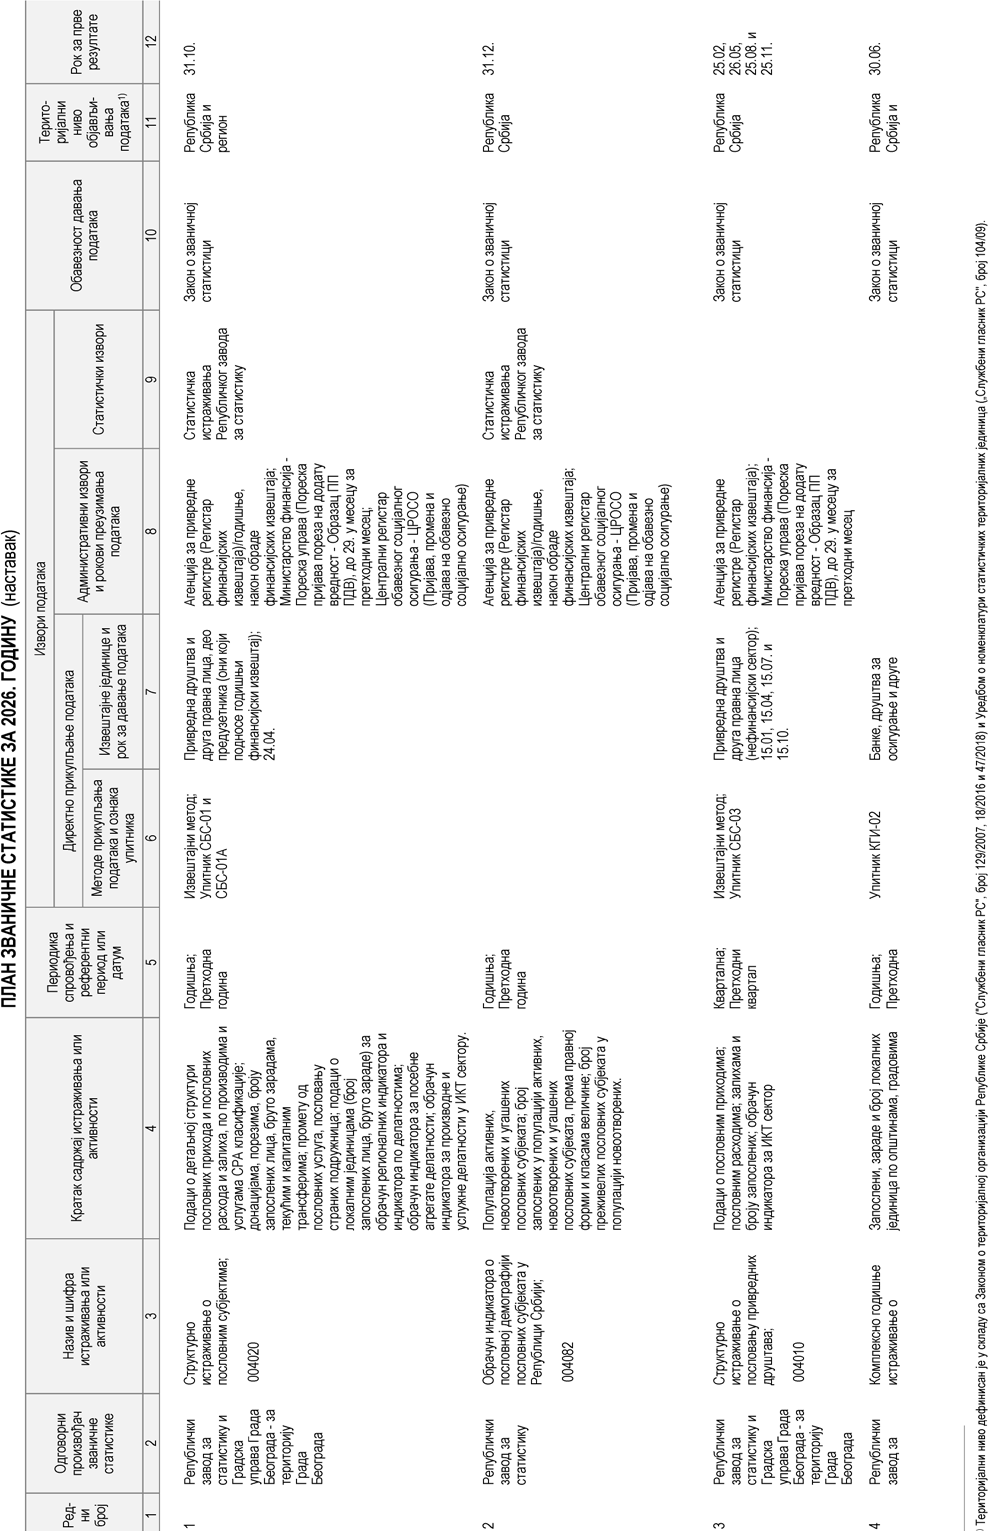 ПЛАН ЗВАНИЧНЕ СТАТИСТИКЕ ЗА 2026. ГОДИНУ (наставак)
Ред-
ни
број
Одговорни
произвођач
званичне
статистике
Назив и шифра
истраживања или
активности
Кратак садржај истраживања или
активности
Периодика
спровођења и
референтни
период или
датум
Извори података
Директно прикупљање података
Методе прикупљања
података и ознака
упитника
Извештајне јединице и
рок за давање података
Административни извори
и рокови преузимања
података
Статистички извори
Обавезност давања
података
Терито-
ријални
ниво
објављи-
вања
података1)
Рок за прве
резултате
1
2
3
4
5
6
7
8
9
10
11
12
1
Републички
завод за
статистику и
Градска
управа Града
Београда - за
територију
Града
Београда
Структурно
истраживање о
пословним субјектима;
004020
Подаци о детаљној структури
пословних прихода и пословних
расхода и залиха, по производима и
услугама CPA класификације;
донацијама, порезима, броју
запослених лица, бруто зарадама,
текућим и капиталним
трансферима; промету од
пословних услуга, пословању
страних подружница; подаци о
локалним јединицама (број
запослених лица, бруто зараде) за
обрачун регионалних индикатора и
индикатора по делатностима;
обрачун индикатора за посебне
агрегате делатности; обрачун
индикатора за производне и
услужне делатности у ИКТ сектору.
Годишња;
Претходна
година
Извештајни метод;
Упитник СБС-01 и
СБС-01А
Привредна друштва и
друга правна лица, део
предузетника (они који
подносе годишњи
финансијски извештај);
24.04.
Агенција за привредне
регистре (Регистар
финансијских
извештаја)/годишње,
након обраде
финансијских извештаја;
Министарство финансија -
Пореска управа (Пореска
пријава пореза на додату
вредност - Образац ПП
ПДВ), до 29. у месецу за
претходни месец;
Централни регистар
обавезног социјалног
осигурања - ЦРОСО
(Пријава, промена и
одјава на обавезно
социјално осигурање)
Статистичка
истраживања
Републичког завода
за статистику
Закон о званичној
статистици
Република
Србија и
регион
31.10.
2
Републички
завод за
статистику
Обрачун индикатора о
пословној демографији
пословних субјеката у
Републици Србији;
004082
Популација активних,
новоотворених и угашених
пословних субјеката; број
запослених у популацији активних,
новоотворених и угашених
пословних субјеката, према правној
форми и класама величине; број
преживелих пословних субјеката у
популацији новоотворених.
Годишња;
Претходна
година
Агенција за привредне
регистре (Регистар
финансијских
извештаја)/годишње,
након обраде
финансијских извештаја;
Централни регистар
обавезног социјалног
осигурања - ЦРОСО
(Пријава, промена и
одјава на обавезно
социјално осигурање)
Статистичка
истраживања
Републичког завода
за статистику
Закон о званичној
статистици
Република
Србија
31.12.
3
Републички
завод за
статистику и
Градска
управа Града
Београда - за
територију
Града
Београда
Структурно
истраживање о
пословању привредних
друштава;
004010
Подаци о пословним приходима;
пословним расходима; залихама и
броју запослених; обрачун
индикатора за ИКТ сектор
Квартална;
Претходни
квартал
Извештајни метод;
Упитник СБС-03
Привредна друштва и
друга правна лица
(нефинансијски сектор);
15.01, 15.04, 15.07. и
15.10.
Агенција за привредне
регистре (Регистар
финансијских извештаја);
Министарство финансија -
Пореска управа (Пореска
пријава пореза на додату
вредност - Образац ПП
ПДВ), до 29. у месецу за
претходни месец
Закон о званичној
статистици
Република
Србија
25.02,
26.05,
25.08. и
25.11.
4
Републички
завод за
Комплексно годишње
истраживање о
Запослени, зараде и број локалних
јединица по општинама, градовима
Годишња;
Претходна
Упитник КГИ-02
Банке, друштва за
осигурање и друге
Закон о званичној
статистици
Република
Србија и
30.06.
) Територијални ниво дефинисан је у складу са Законом о територијалној организацији Републике Србије ("Службени гласник РС", број 129/2007, 18/2016 и 47/2018) и Уредбом о номенклатури статистичких територијалних јединица („Службени гласник РС", број 104/09).